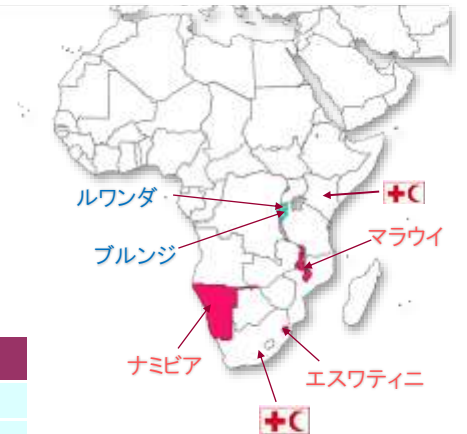 ルワンダ
ブルンジ
マラウイ
ナミビア
エスワティニ